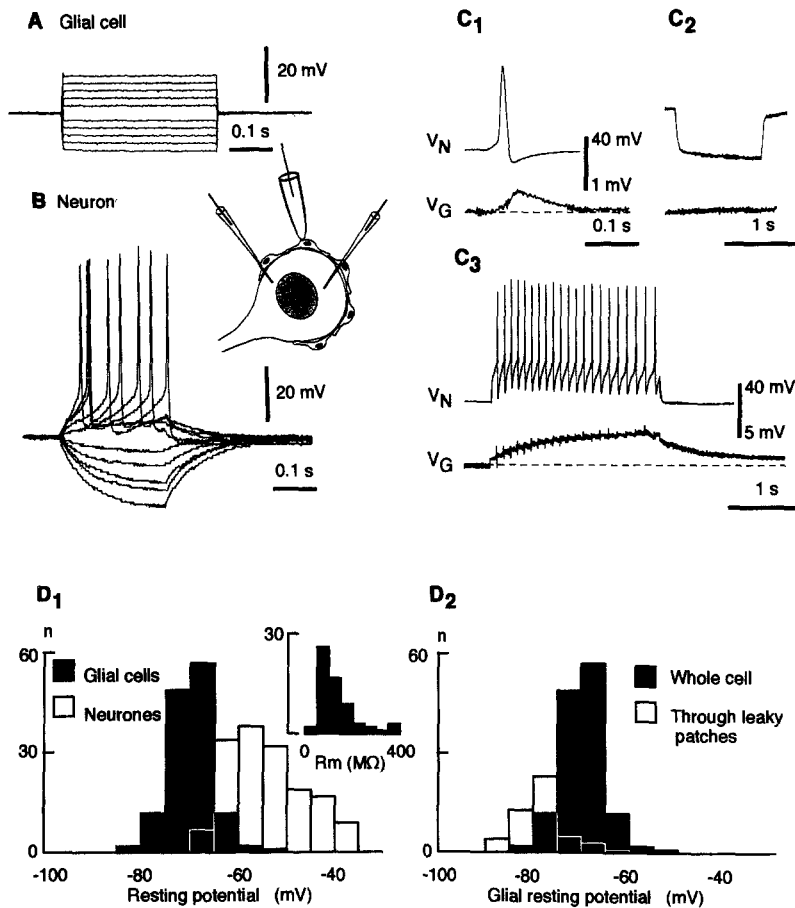 A Glial cell
20 mV
0.1 s
B Neuron
20 mV
0.1 s
C1
VN
40 mV
1 mV
VG
0.1 s
C2
1 s
C3
VN
40 mV
5 mV
VG
1 s
D1
n
60
30
0
Glial cells
Neurones
30
0
400
Rm (MΩ)
-100
-80
-60
-40
Resting potential (mV)
D2
n
60
30
0
Whole cell
Through leaky
patches
-100
-80
-60
-40
Glial resting potential (mV)